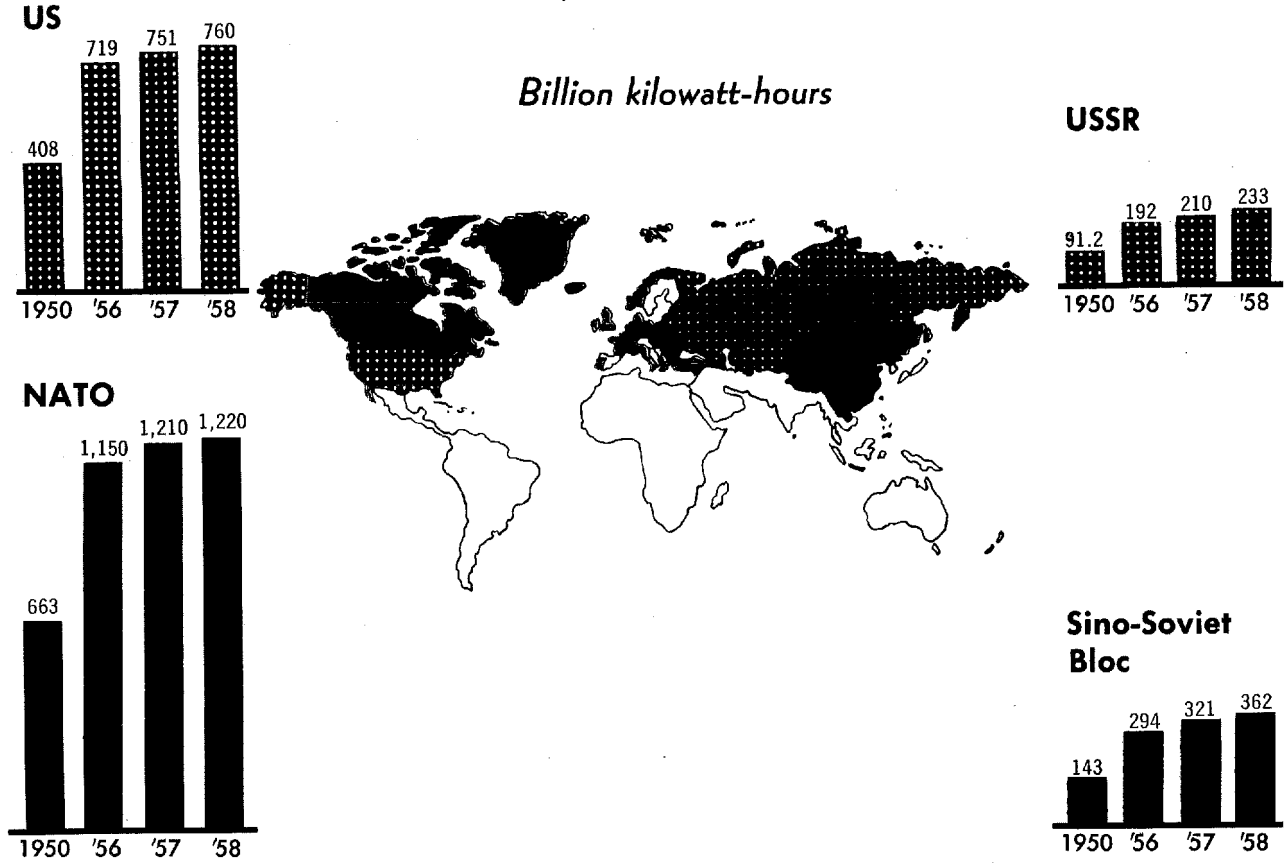 US
408 719 751 760
1950 '56 '57 '58
Billion kilowatt-hours
USSR
91.2 192 210 233
1950 '56 '57 '58
NATO
663 1,150 1,210 1,220
1950 '56 '57 '58
Sino-Soviet
Bloc
143 294 321 362
1950 '56 '57 '58